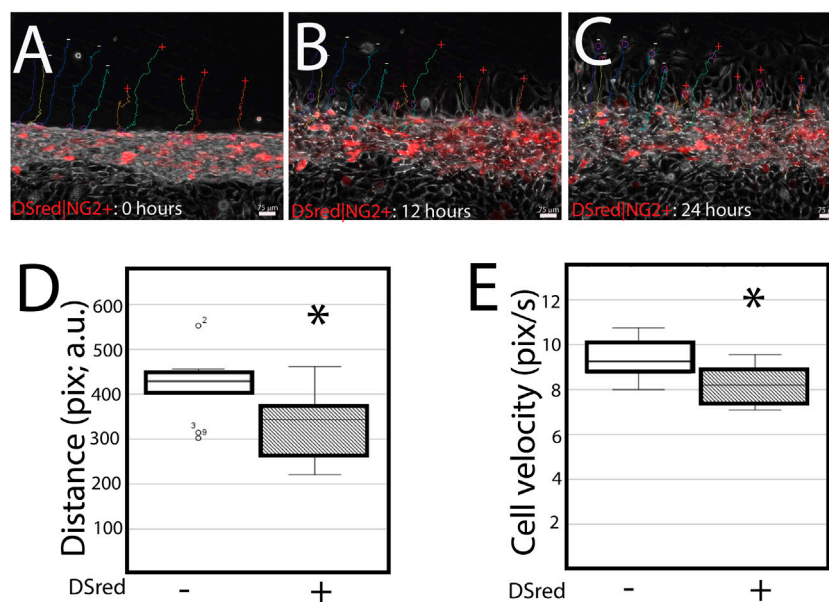 A
B
C
DSred|NG2+: 0 hours
75 µm
DSred|NG2+: 12 hours
75 µm
DSred|NG2+: 24 hours
75 µm
D
Distance (pix; a.u.)
600
500
400
300
200
100
2
3 9
*
DSred - +
E
Cell velocity (pix/s)
12
10
8
6
4
2
*
DSred - +